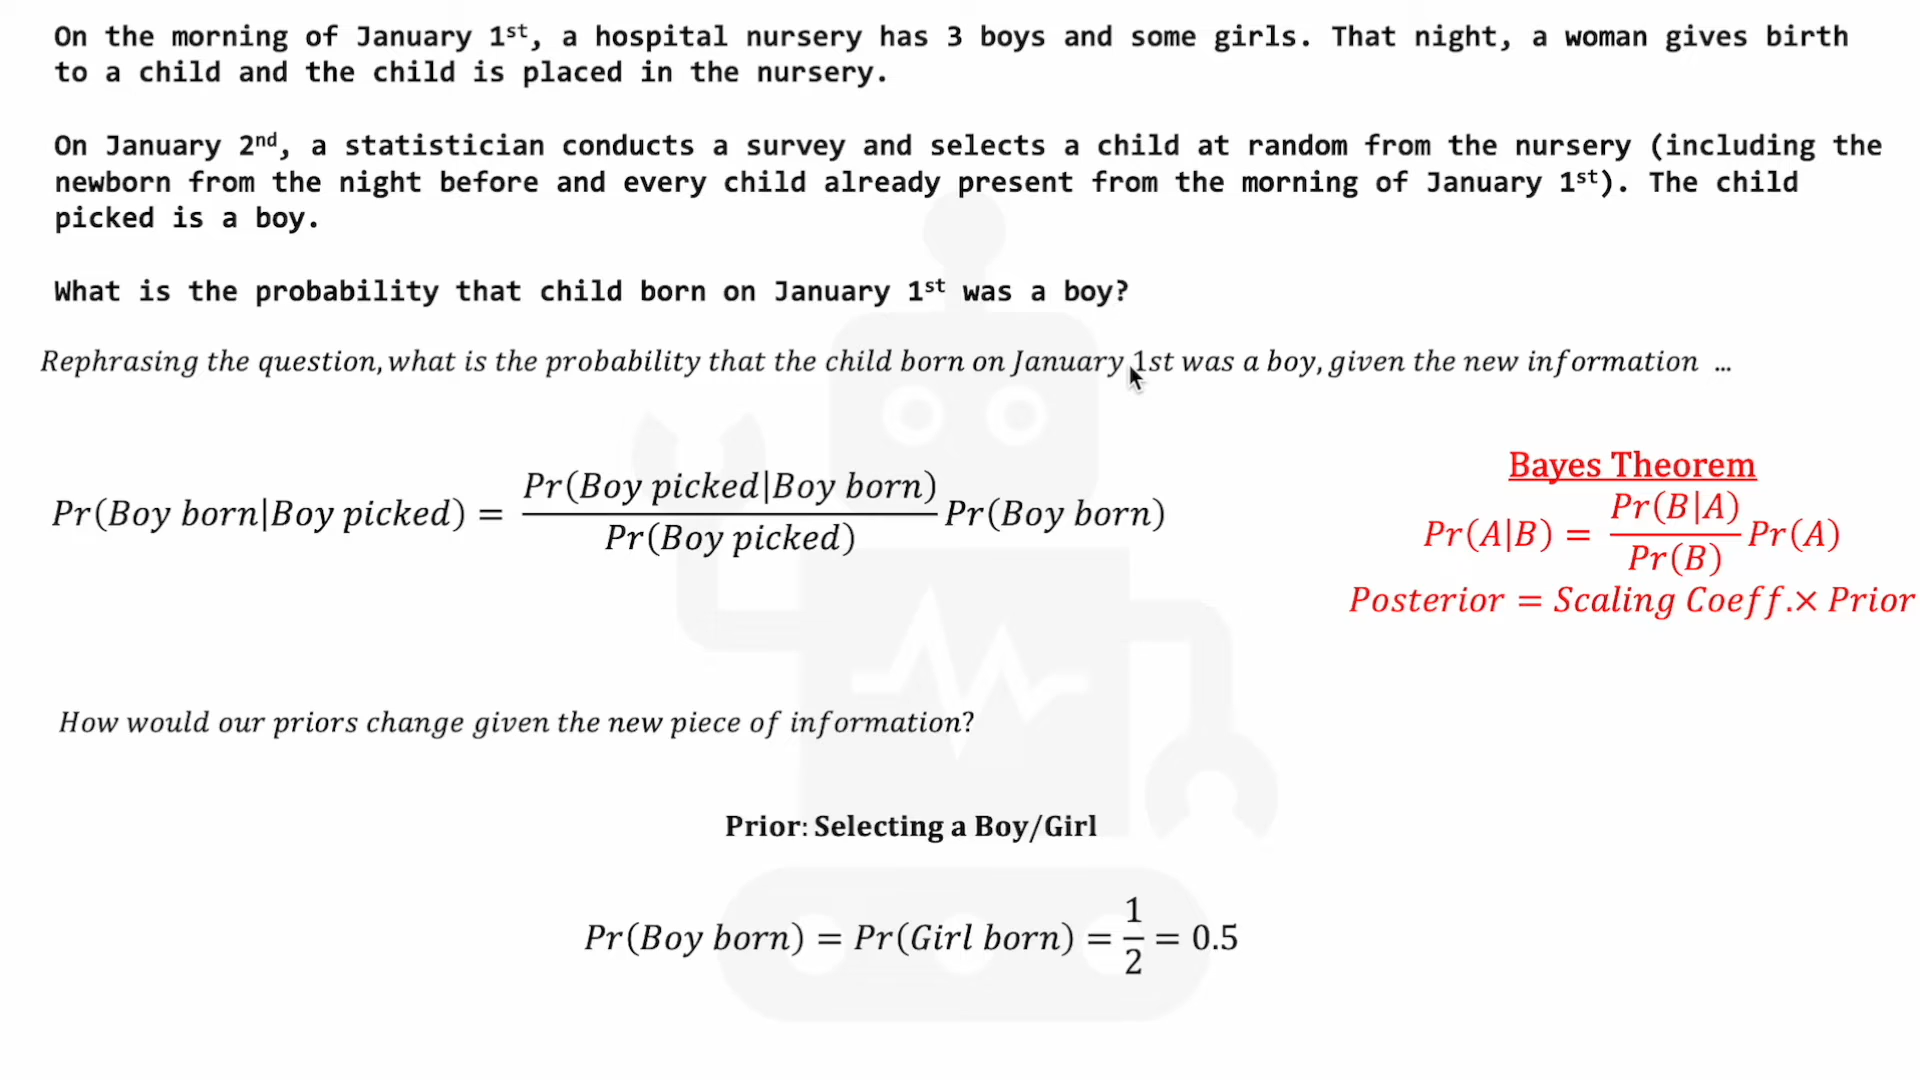 On the morning of January 1st, a hospital nursery has 3 boys and some girls. That night, a woman gives birth
to a child and the child is placed in the nursery.
On January 2nd, a statistician conducts a survey and selects a child at random from the nursery (including the
newborn from the night before and every child already present from the morning of January 1st). The child
picked is a boy.
What is the probability that child born on January 1st was a boy?
Rephrasing the question, what is the probability that the child born on January 1st was a boy, given the new information ...
Pr(Boy born|Boy picked) = Pr(Boy picked|Boy born) / Pr(Boy picked) Pr(Boy born)
Bayes Theorem
Pr(A|B) = Pr(B|A) / Pr(B) Pr(A)
Posterior = Scaling Coeff.× Prior
How would our priors change given the new piece of information?
Prior: Selecting a Boy/Girl
Pr(Boy born) = Pr(Girl born) = 1/2 = 0.5